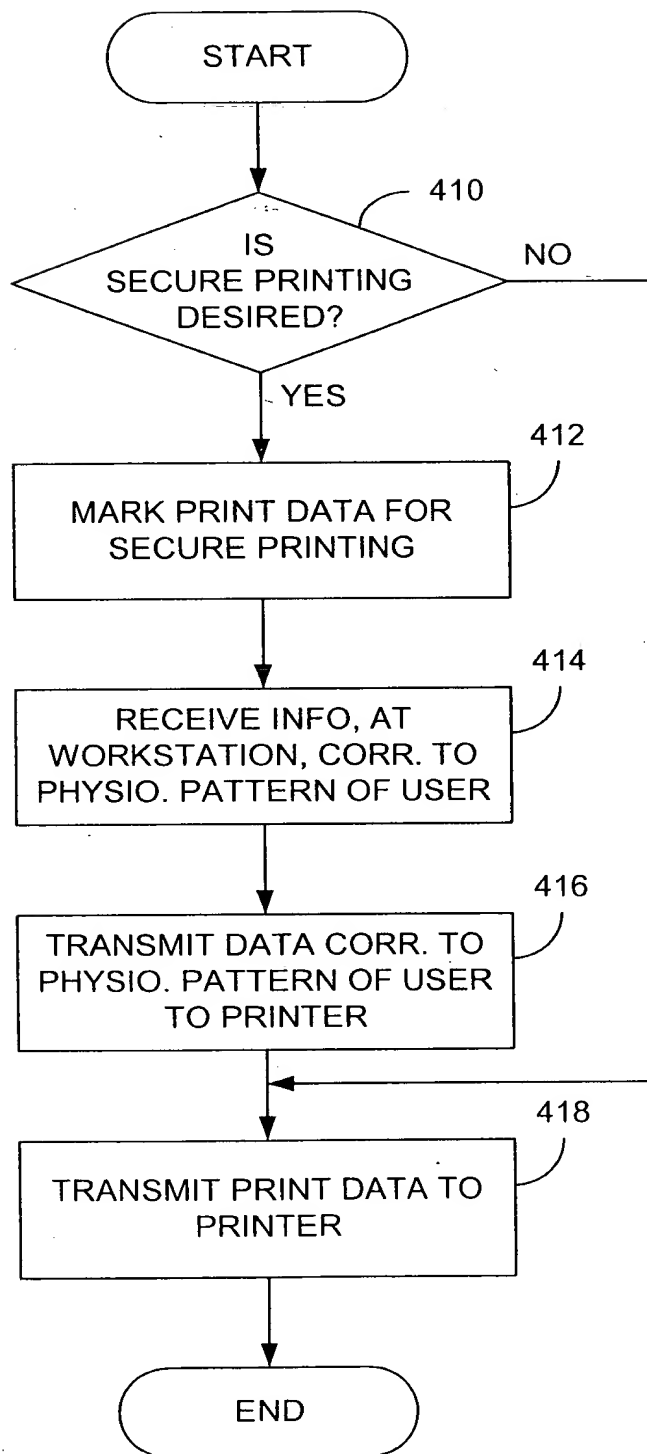 START
410
IS
SECURE PRINTING
DESIRED?
NO
YES
412
MARK PRINT DATA FOR
SECURE PRINTING
414
RECEIVE INFO, AT
WORKSTATION, CORR. TO
PHYSIO. PATTERN OF USER
416
TRANSMIT DATA CORR. TO
PHYSIO. PATTERN OF USER
TO PRINTER
418
TRANSMIT PRINT DATA TO
PRINTER
END